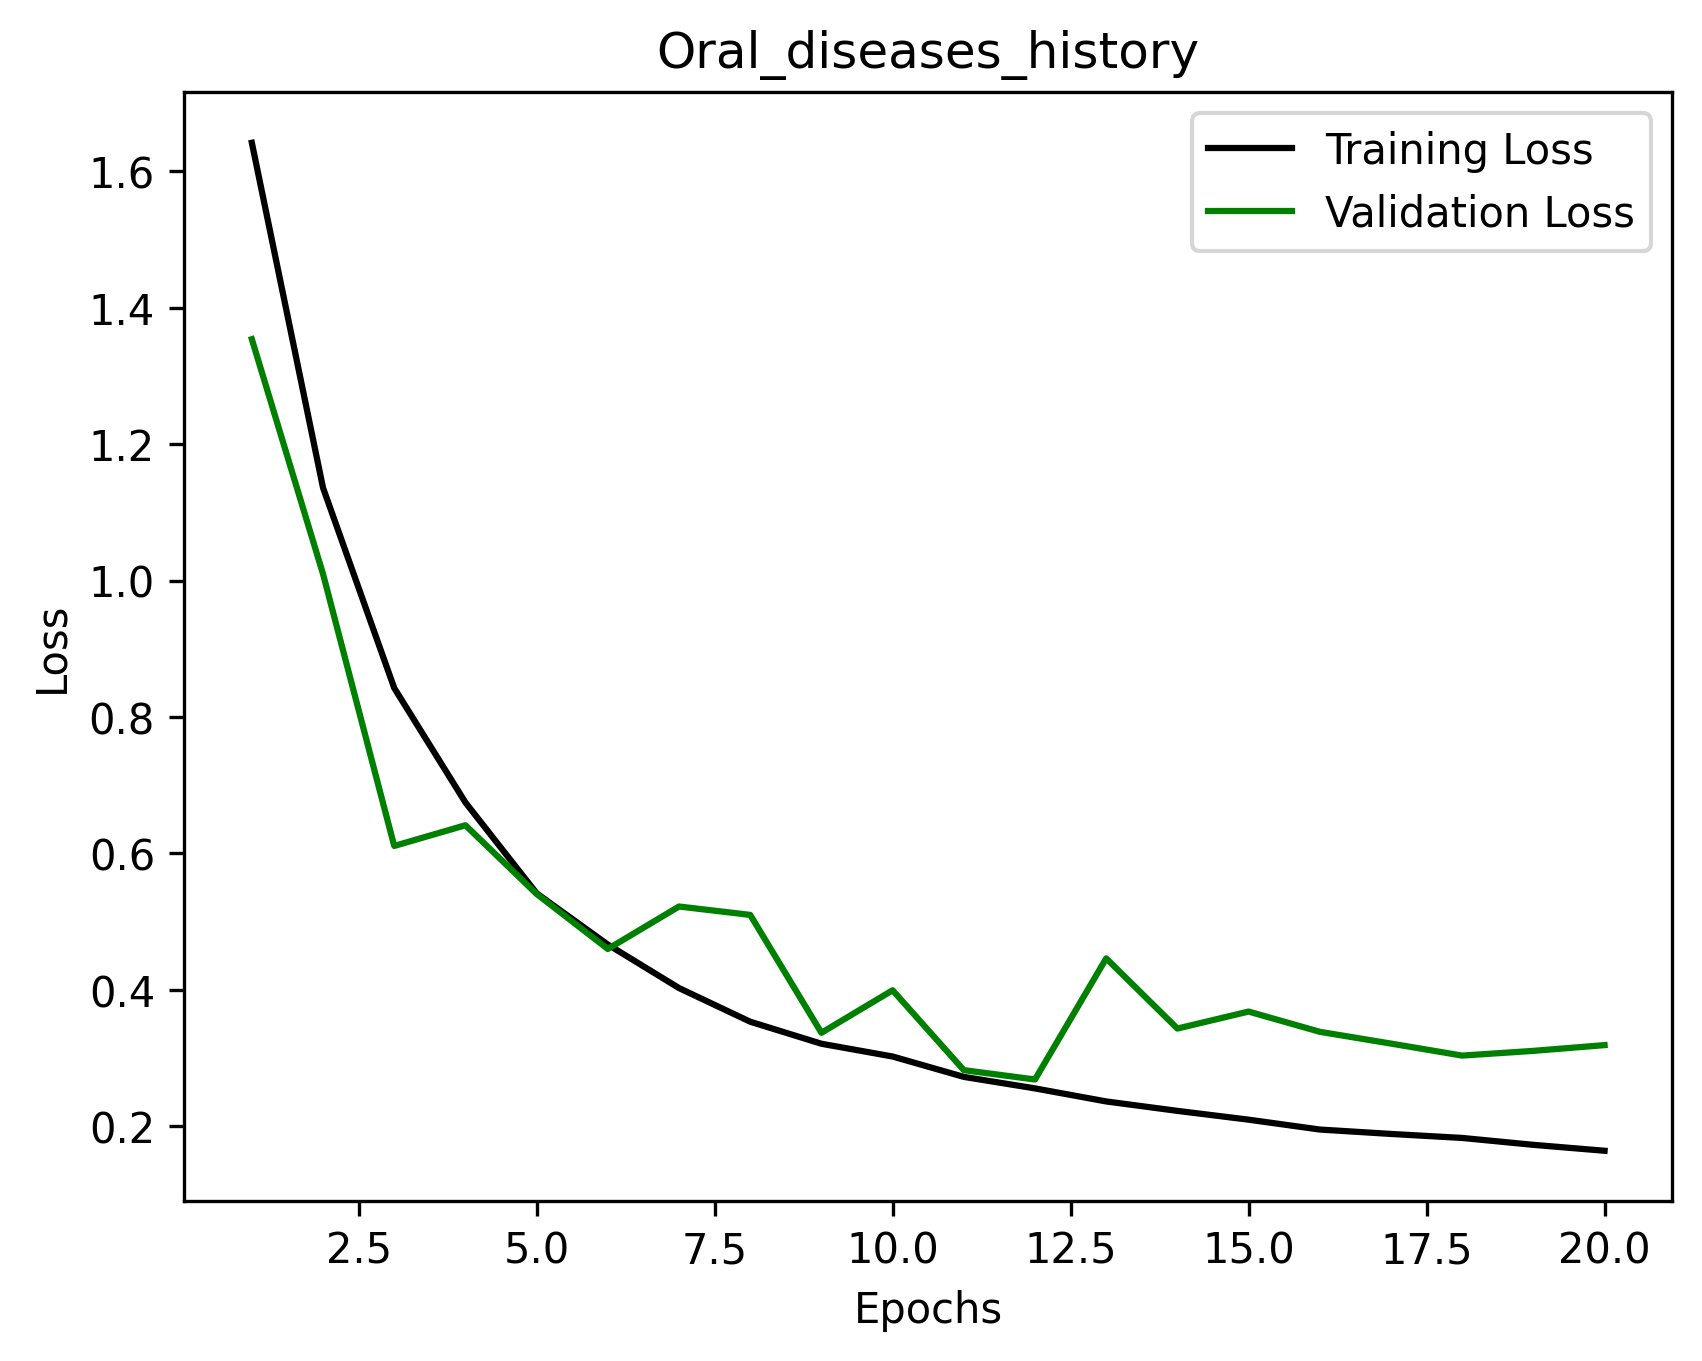 Oral_diseases_history
Training Loss
Validation Loss
1.6
1.4
1.2
1.0
0.8
0.6
0.4
0.2
Loss
2.5 5.0 7.5 10.0 12.5 15.0 17.5 20.0
Epochs